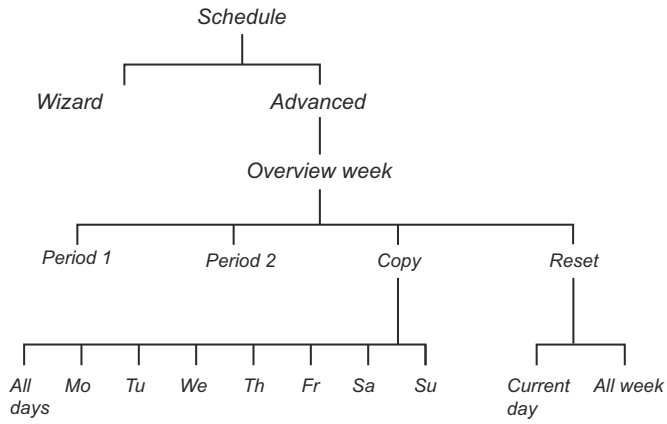 Schedule
Wizard
Advanced
Overview week
Period 1
Period 2
Copy
Reset
All days
Mo
Tu
We
Th
Fr
Sa
Su
Current day
All week